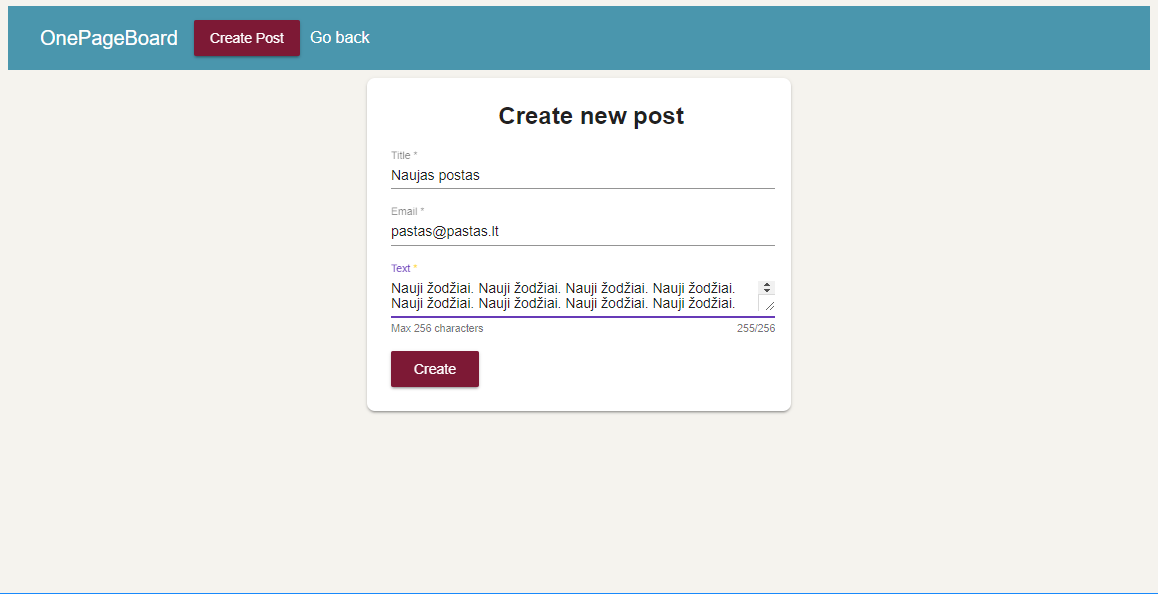 OnePageBoard Create Post Go back
Create new post
Title *
Naujas postas
Email *
pastas@pastas.lt
Text *
Nauji žodžiai. Nauji žodžiai. Nauji žodžiai. Nauji žodžiai.
Nauji žodžiai. Nauji žodžiai. Nauji žodžiai. Nauji žodžiai.
Max 256 characters 255/256
Create